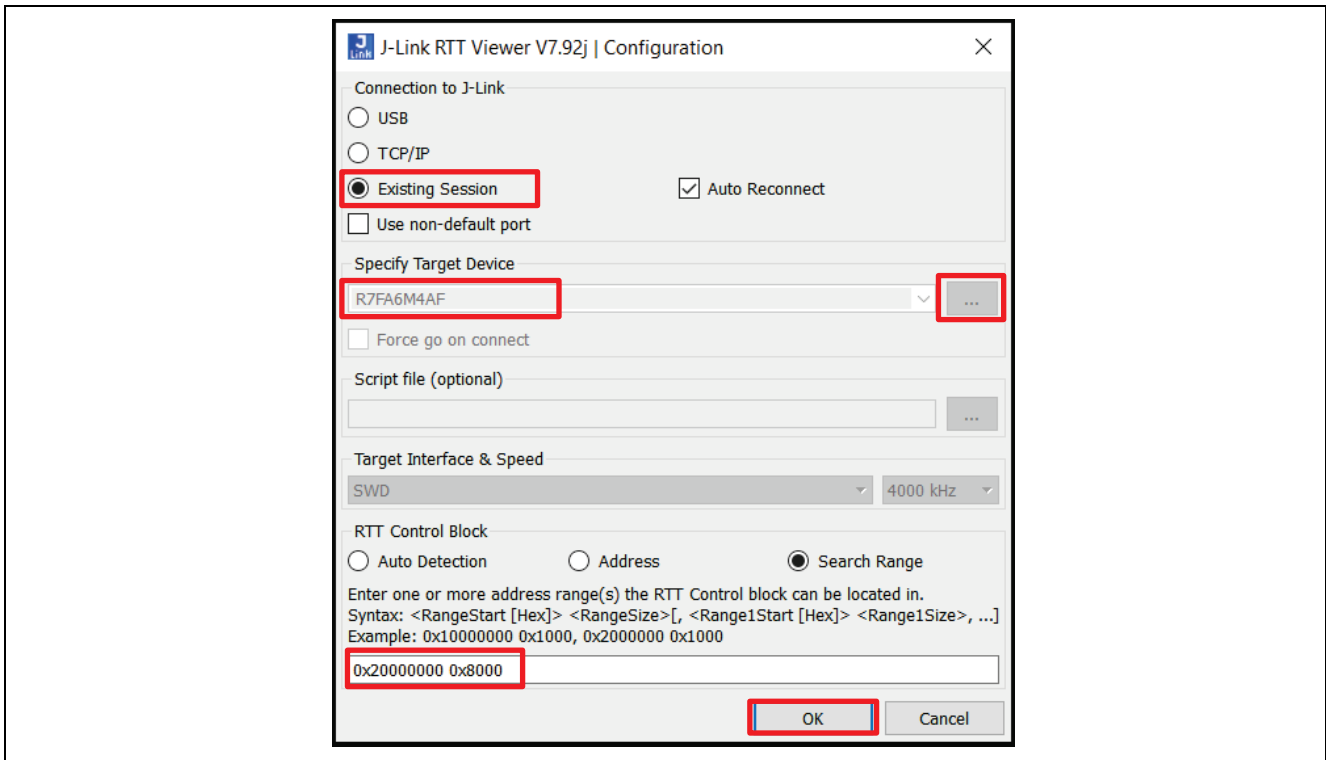 J-Link RTT Viewer V7.92j | Configuration
Connection to J-Link
USB
TCP/IP
Existing Session
Auto Reconnect
Use non-default port
Specify Target Device
R7FA6M4AF
...
Force go on connect
Script file (optional)
...
Target Interface & Speed
SWD
4000 kHz
RTT Control Block
Auto Detection
Address
Search Range
Enter one or more address range(s) the RTT Control block can be located in.
Syntax: <RangeStart [Hex]> <RangeSize>[, <Range1Start [Hex]> <Range1Size>, ...]
Example: 0x10000000 0x1000, 0x2000000 0x1000
0x20000000 0x8000
OK
Cancel